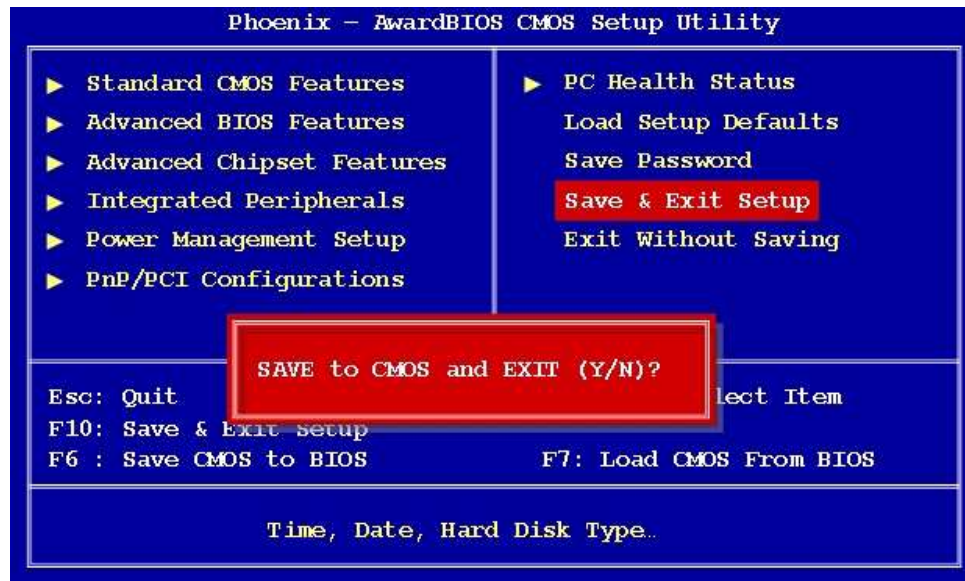 Phoenix – AwardBIOS CMOS Setup Utility
▶ Standard CMOS Features
▶ Advanced BIOS Features
▶ Advanced Chipset Features
▶ Integrated Peripherals
▶ Power Management Setup
▶ PnP/PCI Configurations
▶ PC Health Status
Load Setup Defaults
Save Password
Save & Exit Setup
Exit Without Saving
SAVE to CMOS and EXIT (Y/N)?
Esc: Quit
Item
F10: Save & Exit Setup
F6 : Save CMOS to BIOS
F7: Load CMOS From BIOS
Time, Date, Hard Disk Type…